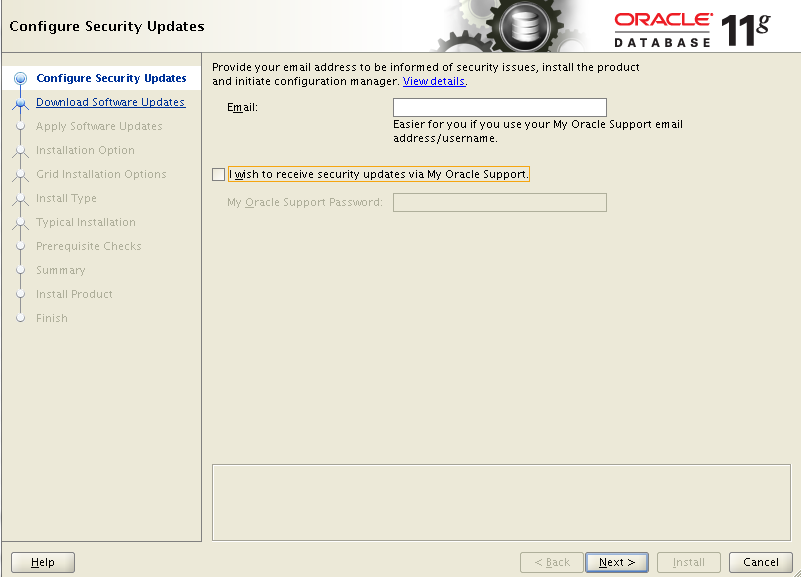 Configure Security Updates
ORACLE
DATABASE 11g
Configure Security Updates
Download Software Updates
Apply Software Updates
Installation Option
Grid Installation Options
Install Type
Typical Installation
Prerequisite Checks
Summary
Install Product
Finish
Provide your email address to be informed of security issues, install the product
and initiate configuration manager. View details.
Email:
Easier for you if you use your My Oracle Support email
address/username.
I wish to receive security updates via My Oracle Support.
My Oracle Support Password:
Help
< Back
Next >
Install
Cancel